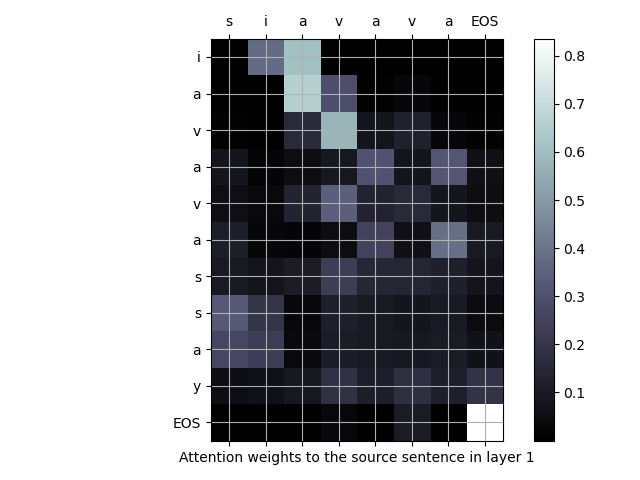 s i a v a v a EOS
i
a
v
a
v
a
s
s
a
y
EOS
0.8
0.7
0.6
0.5
0.4
0.3
0.2
0.1
Attention weights to the source sentence in layer 1